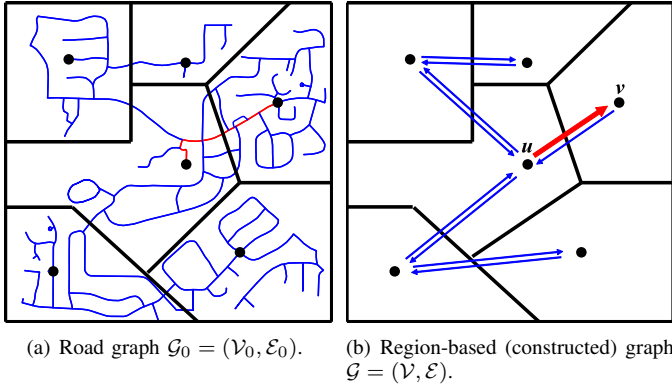 v
u
(a) Road graph 𝒢₀ = (𝒱₀, ℰ₀).
(b) Region-based (constructed) graph
𝒢 = (𝒱, ℰ).